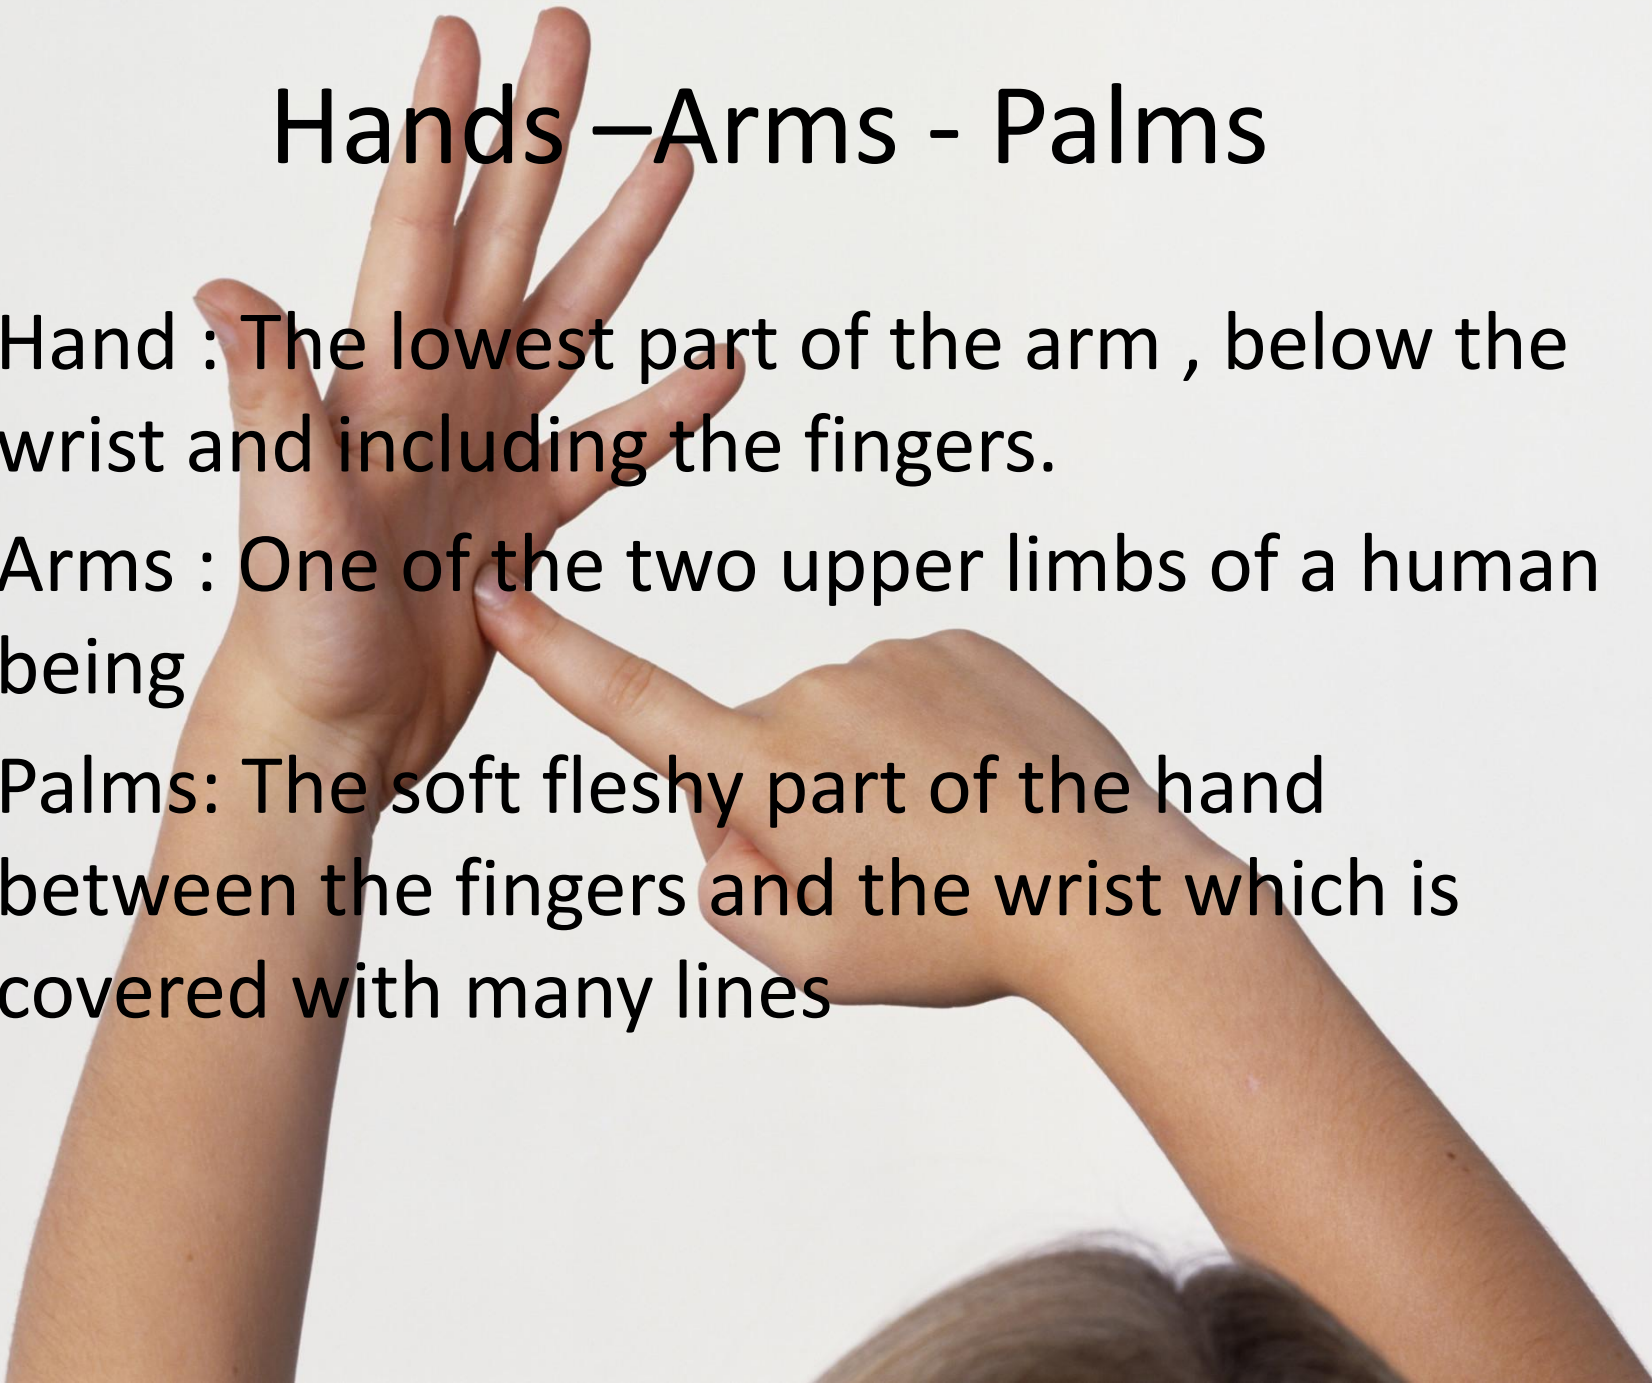 Hands –Arms - Palms
Hand : The lowest part of the arm , below the
wrist and including the fingers.
Arms : One of the two upper limbs of a human
being
Palms: The soft fleshy part of the hand
between the fingers and the wrist which is
covered with many lines